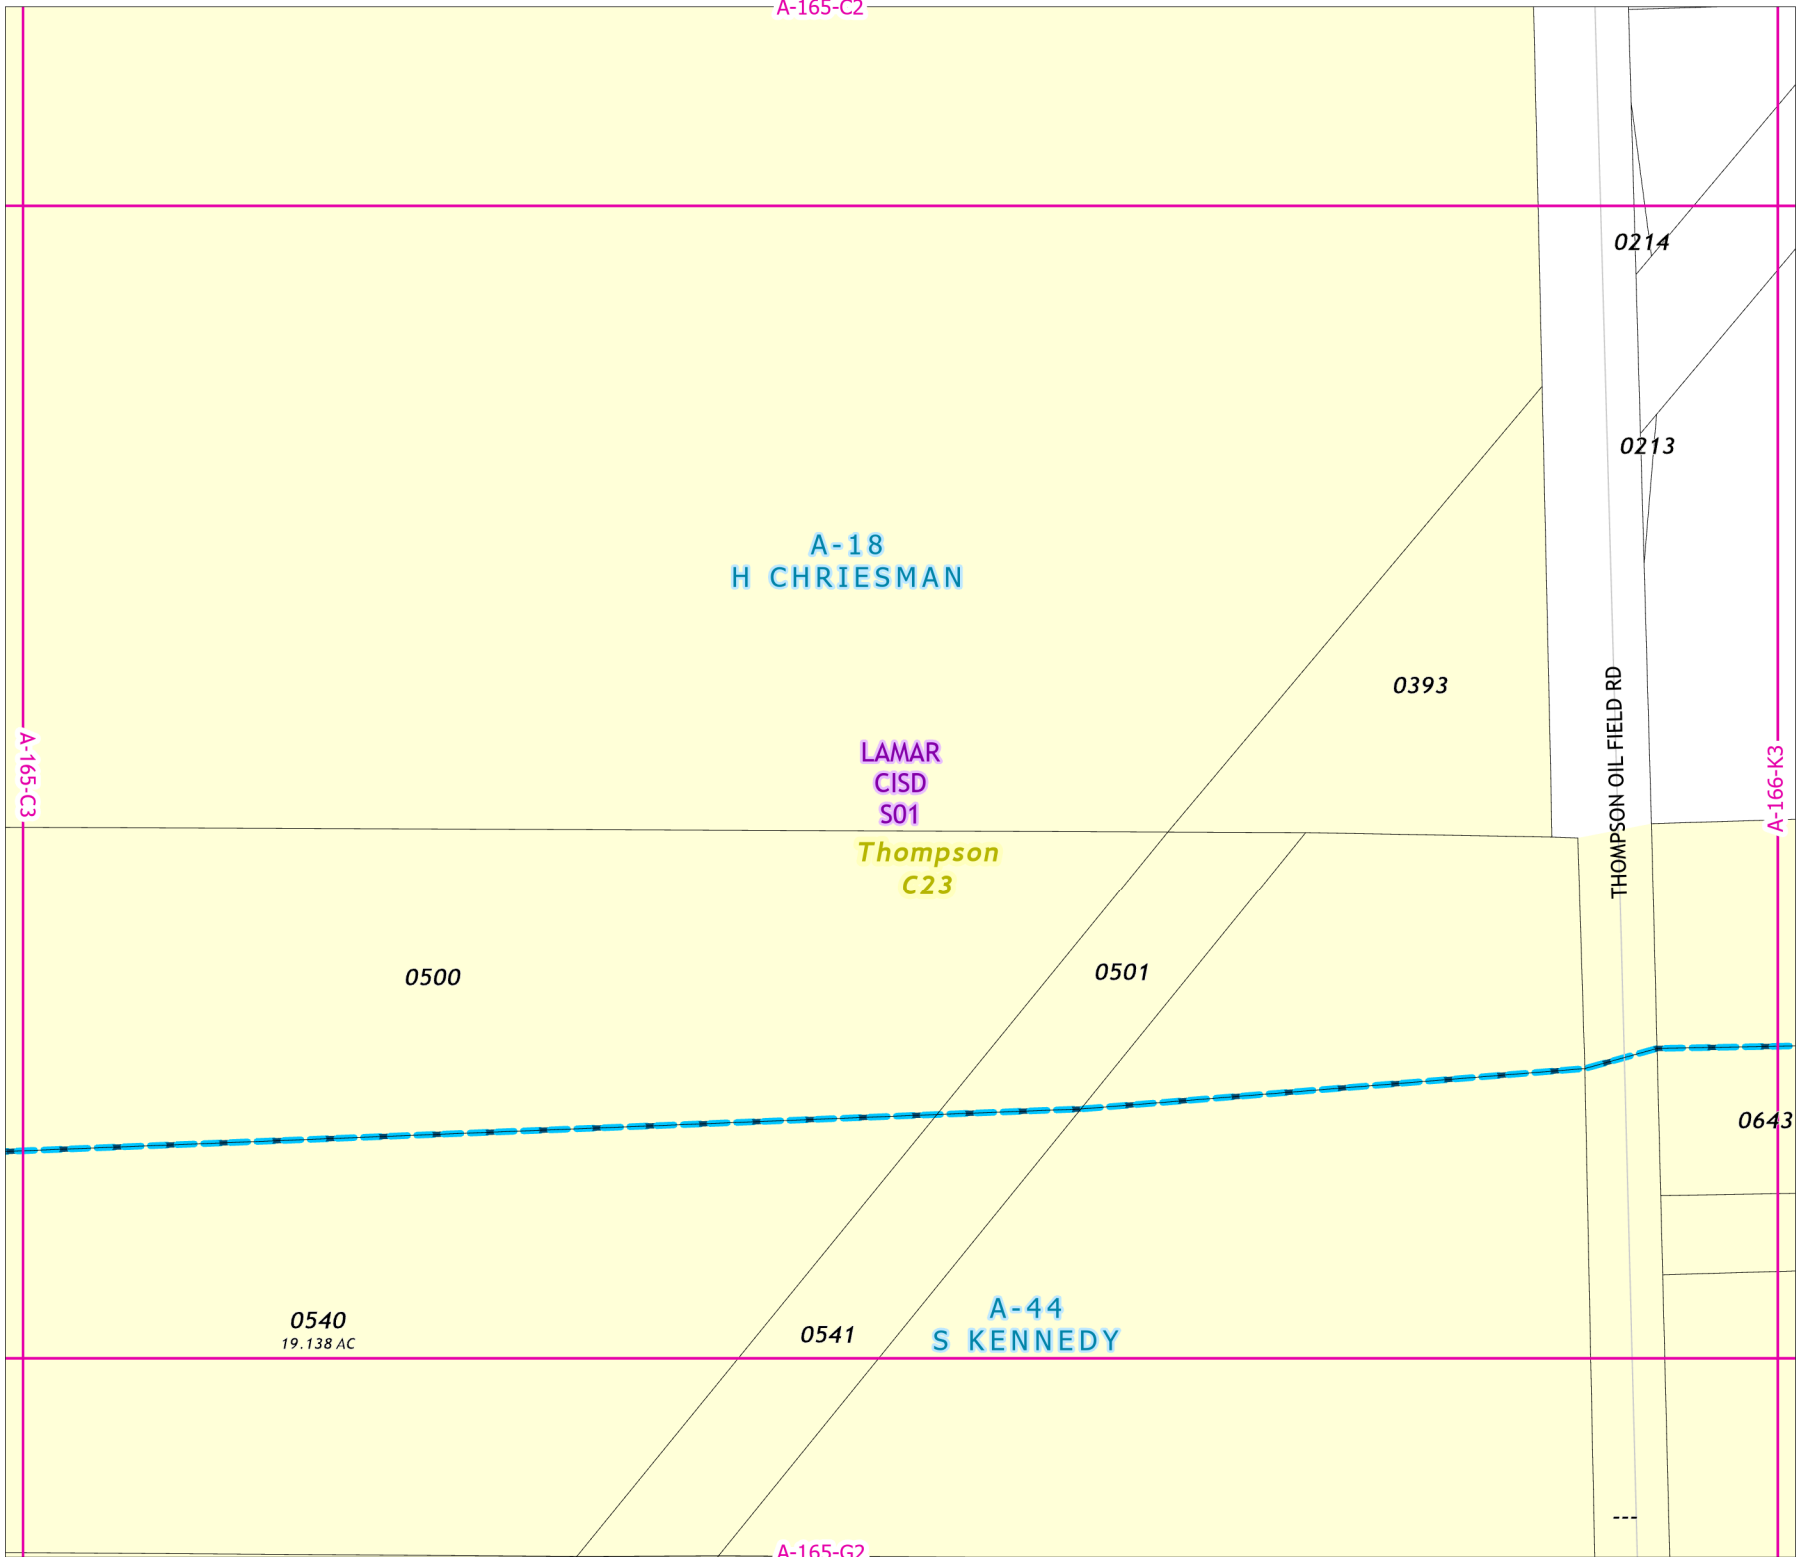 A-165-C2
0214
0213
A-18
H CHRIESMAN
0393
THOMPSON OIL FIELD RD
LAMAR
CISD
S01
A-165-C3
A-166-K3
Thompson
C23
0500
0501
0643
0540
19.138 AC
0541
A-44
S KENNEDY
---
A-165-G2